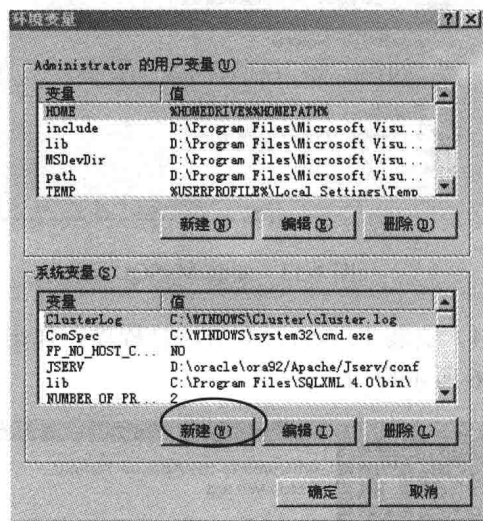 环境变量
Administrator 的用户变量(U)
变量 值
HOME %HOMEDRIVE%%HOMEPATH%
include D:\Program Files\Microsoft Visu...
lib D:\Program Files\Microsoft Visu...
MSDevDir D:\Program Files\Microsoft Visu...
path D:\Program Files\Microsoft Visu...
TEMP %USERPROFILE%\Local Settings\Temp
新建(N) 编辑(E) 删除(D)
系统变量(S)
变量 值
ClusterLog C:\WINDOWS\Cluster\cluster.log
ComSpec C:\WINDOWS\system32\cmd.exe
FP_NO_HOST_C... NO
JSERV D:\oracle\ora92/Apache/Jserv/conf
lib C:\Program Files\SQLXML 4.0\bin\
NUMBER OF PR... 2
新建(W) 编辑(I) 删除(L)
确定 取消